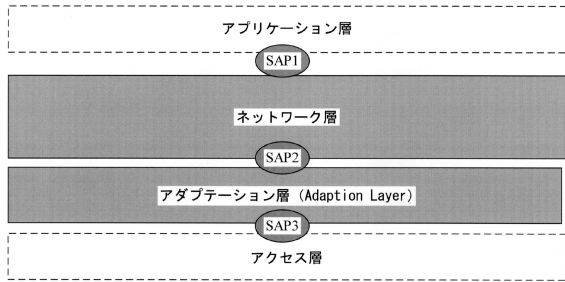 アプリケーション層
SAP1
ネットワーク層
SAP2
アダプテーション層 (Adaption Layer)
SAP3
アクセス層